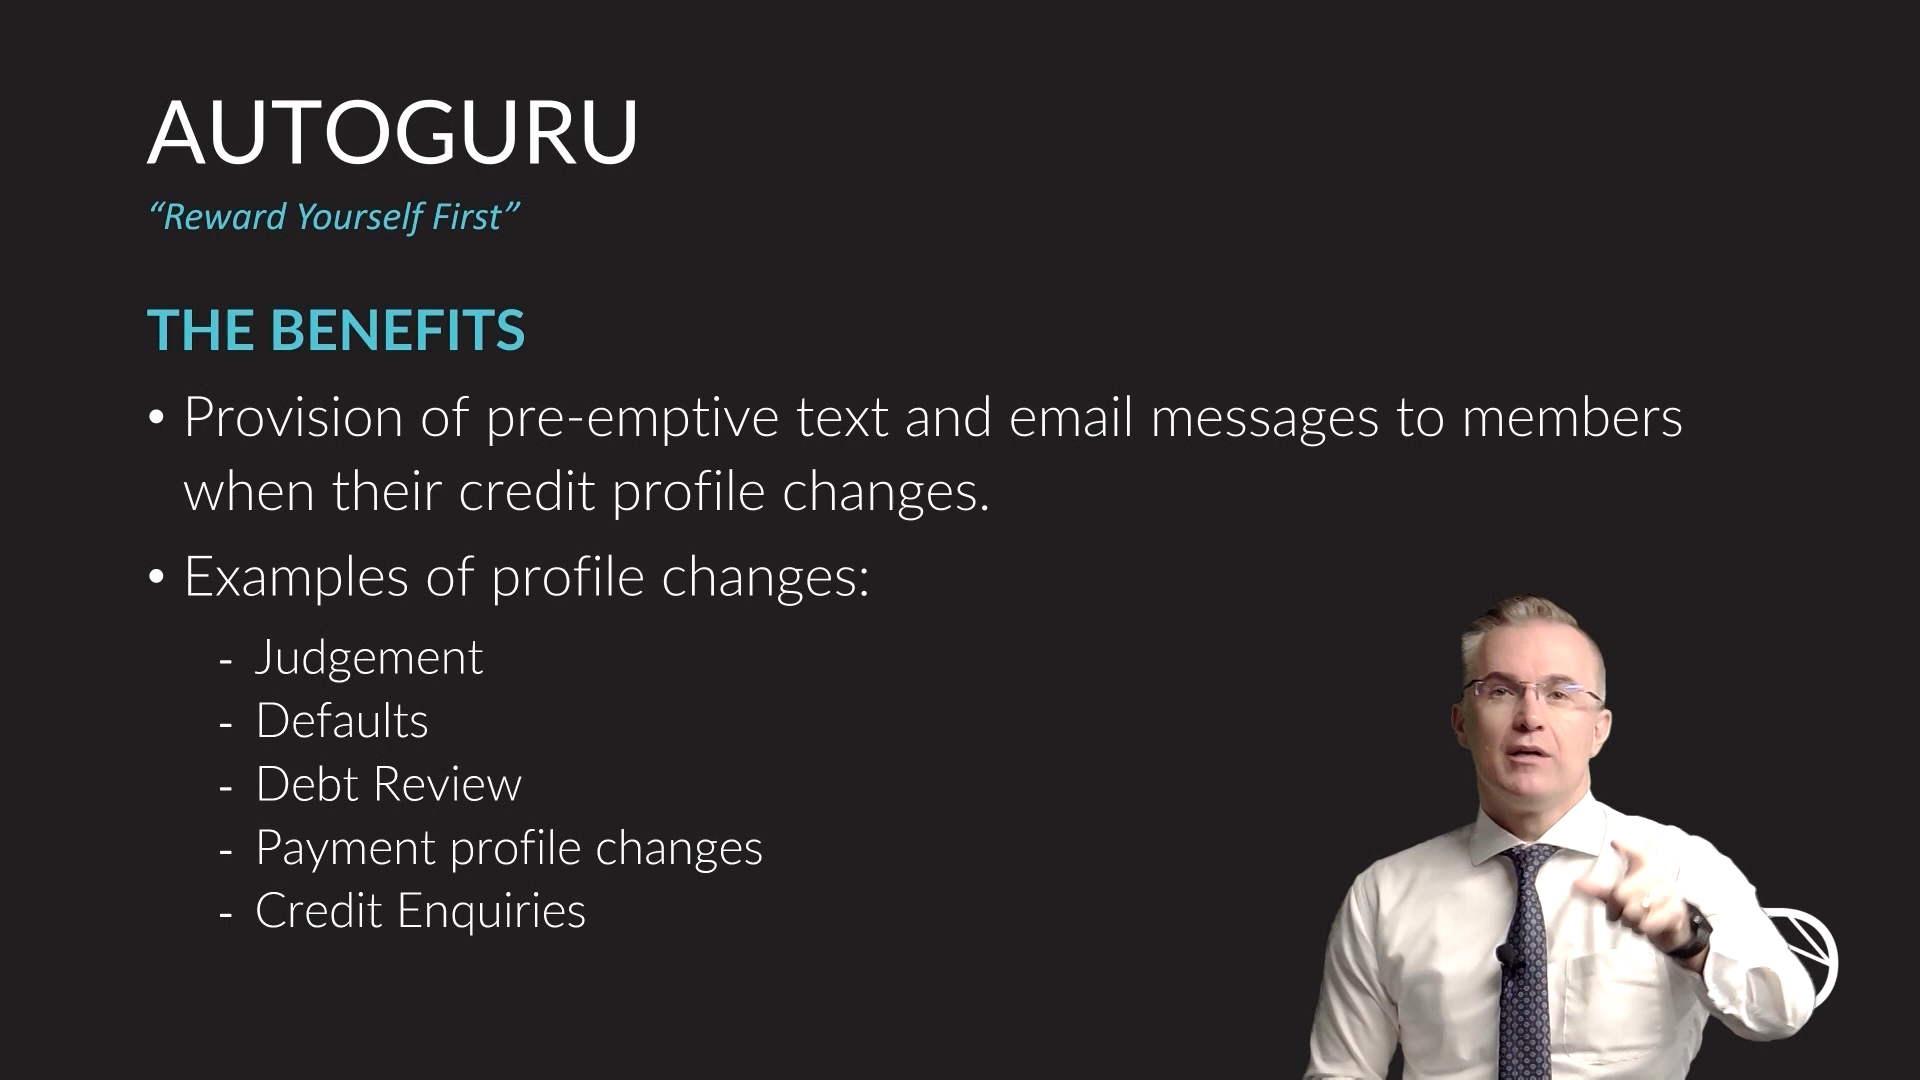 AUTOGURU
“Reward Yourself First”
THE BENEFITS
• Provision of pre-emptive text and email messages to members
when their credit profile changes.
• Examples of profile changes:
- Judgement
- Defaults
- Debt Review
- Payment profile changes
- Credit Enquiries